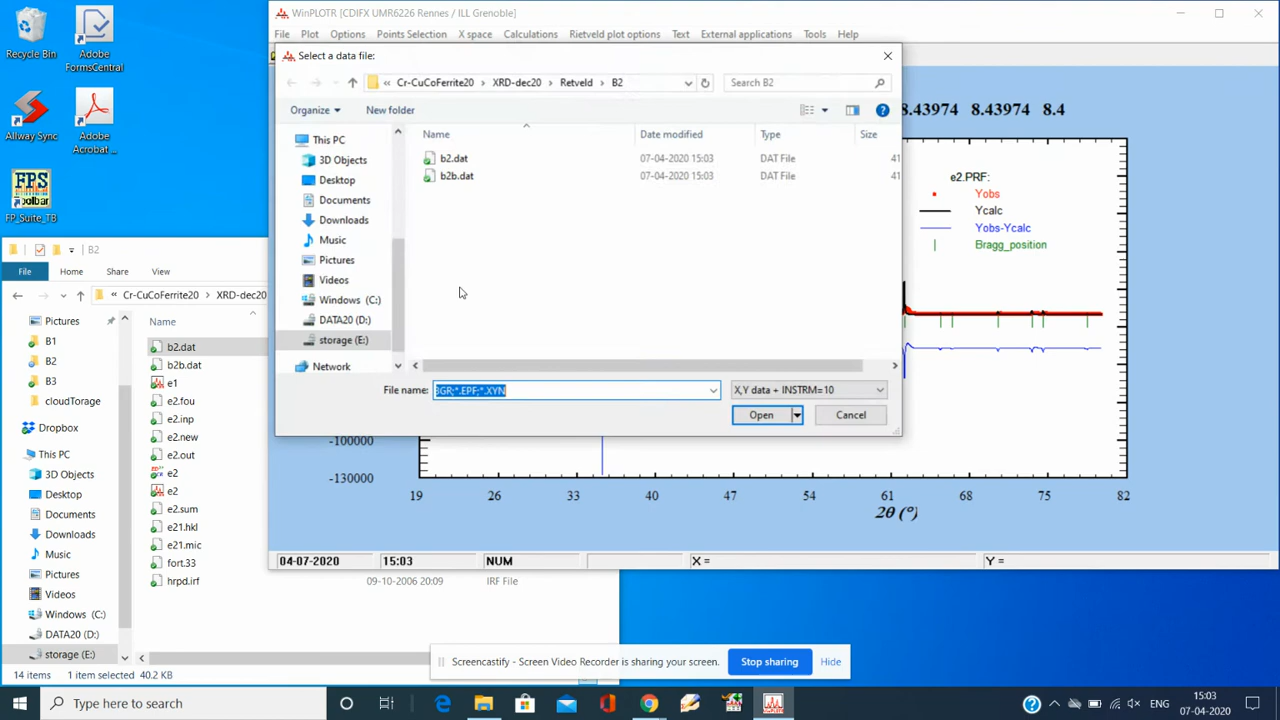 WinPLOTR [CDIFX UMR6226 Rennes / ILL Grenoble]
File Plot Options Points Selection X space Calculations Rietveld plot options Text External applications Tools Help
Recycle Bin
Adobe FormsCentral
Allway Sync
Adobe Acrobat ...
FPS
FP_Suite_TB
Select a data file:
« Cr-CuCoFerrite20 > XRD-dec20 > Retveld > B2
Search B2
Organize
New folder
8.43974 8.43974 8.4
This PC
3D Objects
Desktop
Documents
Downloads
Music
Pictures
Videos
Windows (C:)
DATA20 (D:)
storage (E:)
Network
Name Date modified Type Size
b2.dat 07-04-2020 15:03 DAT File 41
b2b.dat 07-04-2020 15:03 DAT File 41
File name: BGR;*.EPF;*.XYN
X,Y data + INSTRM=10
Open Cancel
e2.PRF:
Yobs
Ycalc
Yobs-Ycalc
Bragg_position
-100000
-130000
19 26 33 40 47 54 61 68 75 82
2θ (°)
04-07-2020 15:03 NUM X = Y =
B2
File Home Share View
« Cr-CuCoFerrite20 > XRD-dec20
Pictures
B1
B2
B3
cloudTorage
Dropbox
This PC
3D Objects
Desktop
Documents
Downloads
Music
Pictures
Videos
Windows (C:)
DATA20 (D:)
storage (E:)
Name
b2.dat
b2b.dat
e1
e2.fou
e2.inp
e2.new
e2.out
e2
e2
e2.sum
e21.hkl
e21.mic
fort.33
hrpd.irf 09-10-2006 20:09 IRF File
14 items 1 item selected 40.2 KB
Screencastify - Screen Video Recorder is sharing your screen.
Stop sharing
Hide
Type here to search
ENG
15:03
07-04-2020